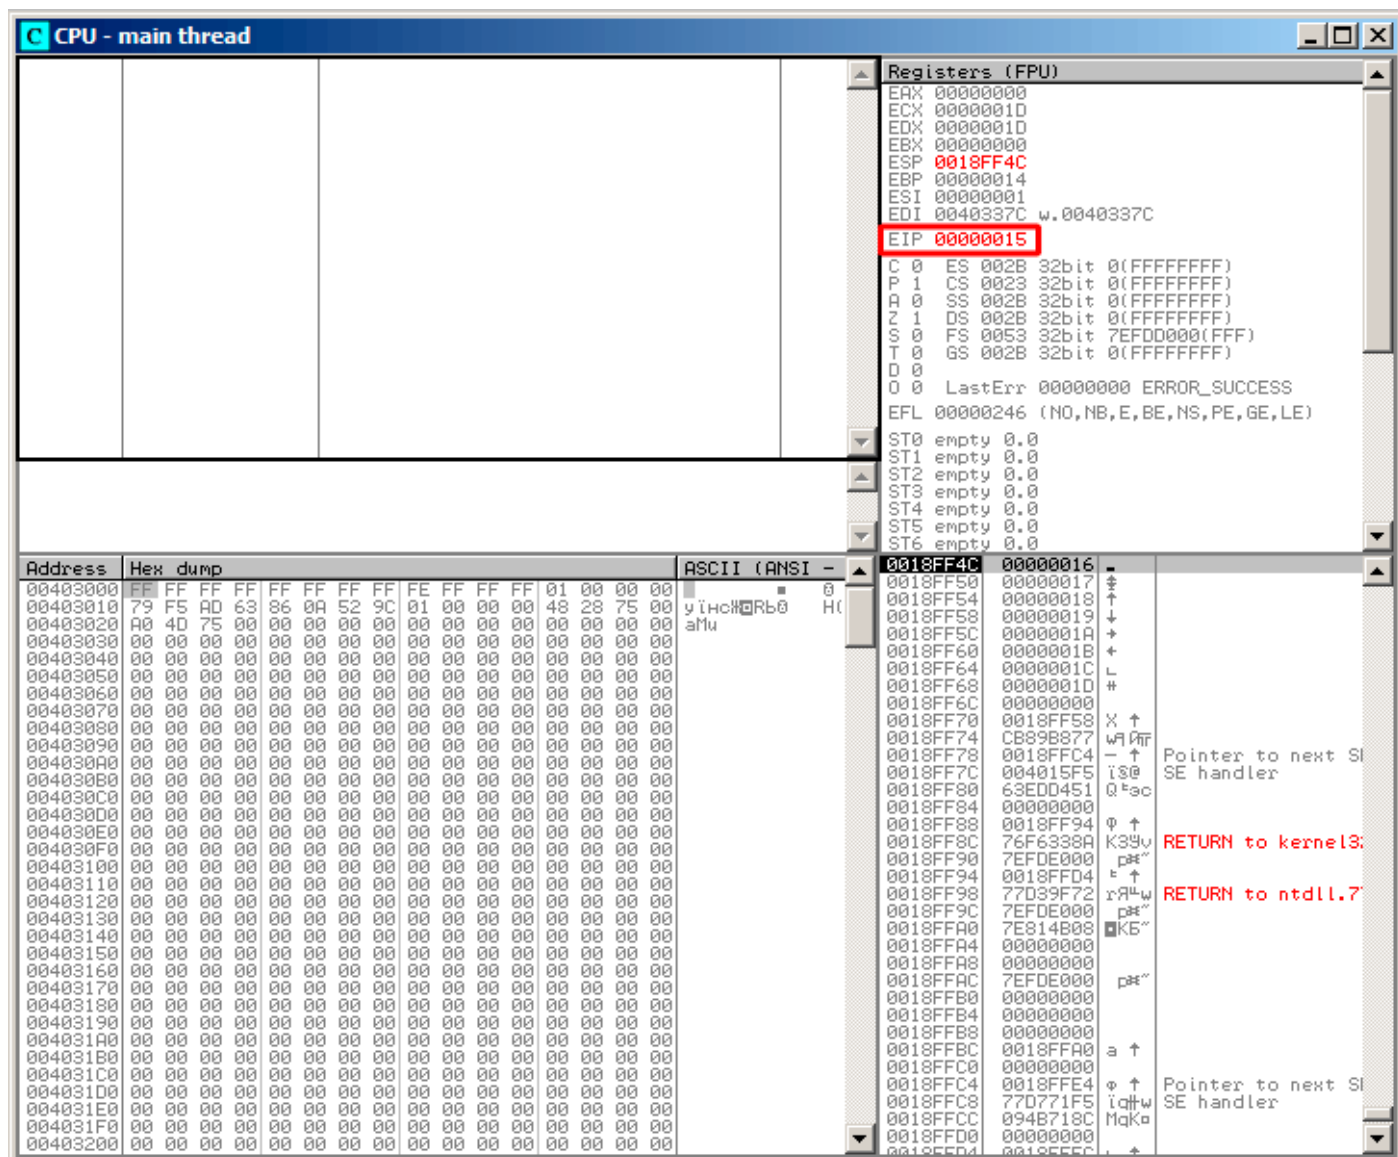 CPU - main thread
Registers (FPU)
EAX 00000000
ECX 0000001D
EDX 0000001D
EBX 00000000
ESP 0018FF4C
EBP 00000014
ESI 00000001
EDI 0040337C w.0040337C
EIP 00000015
C 0 ES 002B 32bit 0(FFFFFFFF)
P 1 CS 0023 32bit 0(FFFFFFFF)
A 0 SS 002B 32bit 0(FFFFFFFF)
Z 1 DS 002B 32bit 0(FFFFFFFF)
S 0 FS 0053 32bit 7EFDD000(FFF)
T 0 GS 002B 32bit 0(FFFFFFFF)
D 0
O 0 LastErr 00000000 ERROR_SUCCESS
EFL 00000246 (NO,NB,E,BE,NS,PE,GE,LE)
ST0 empty 0.0
ST1 empty 0.0
ST2 empty 0.0
ST3 empty 0.0
ST4 empty 0.0
ST5 empty 0.0
ST6 empty 0.0
Address Hex dump ASCII (ANSI -
00403000 FF FF FF FF FF FF FF FF FE FF FF FF 01 00 00 00
00403010 79 F5 AD 63 86 0A 52 9C 01 00 00 00 48 28 75 00
00403020 A0 4D 75 00 00 00 00 00 00 00 00 00 00 00 00 00 аMu
00403030 00 00 00 00 00 00 00 00 00 00 00 00 00 00 00 00
00403040 00 00 00 00 00 00 00 00 00 00 00 00 00 00 00 00
00403050 00 00 00 00 00 00 00 00 00 00 00 00 00 00 00 00
00403060 00 00 00 00 00 00 00 00 00 00 00 00 00 00 00 00
00403070 00 00 00 00 00 00 00 00 00 00 00 00 00 00 00 00
00403080 00 00 00 00 00 00 00 00 00 00 00 00 00 00 00 00
00403090 00 00 00 00 00 00 00 00 00 00 00 00 00 00 00 00
004030A0 00 00 00 00 00 00 00 00 00 00 00 00 00 00 00 00
004030B0 00 00 00 00 00 00 00 00 00 00 00 00 00 00 00 00
004030C0 00 00 00 00 00 00 00 00 00 00 00 00 00 00 00 00
004030D0 00 00 00 00 00 00 00 00 00 00 00 00 00 00 00 00
004030E0 00 00 00 00 00 00 00 00 00 00 00 00 00 00 00 00
004030F0 00 00 00 00 00 00 00 00 00 00 00 00 00 00 00 00
00403100 00 00 00 00 00 00 00 00 00 00 00 00 00 00 00 00
00403110 00 00 00 00 00 00 00 00 00 00 00 00 00 00 00 00
00403120 00 00 00 00 00 00 00 00 00 00 00 00 00 00 00 00
00403130 00 00 00 00 00 00 00 00 00 00 00 00 00 00 00 00
00403140 00 00 00 00 00 00 00 00 00 00 00 00 00 00 00 00
00403150 00 00 00 00 00 00 00 00 00 00 00 00 00 00 00 00
00403160 00 00 00 00 00 00 00 00 00 00 00 00 00 00 00 00
00403170 00 00 00 00 00 00 00 00 00 00 00 00 00 00 00 00
00403180 00 00 00 00 00 00 00 00 00 00 00 00 00 00 00 00
00403190 00 00 00 00 00 00 00 00 00 00 00 00 00 00 00 00
004031A0 00 00 00 00 00 00 00 00 00 00 00 00 00 00 00 00
004031B0 00 00 00 00 00 00 00 00 00 00 00 00 00 00 00 00
004031C0 00 00 00 00 00 00 00 00 00 00 00 00 00 00 00 00
004031D0 00 00 00 00 00 00 00 00 00 00 00 00 00 00 00 00
004031E0 00 00 00 00 00 00 00 00 00 00 00 00 00 00 00 00
004031F0 00 00 00 00 00 00 00 00 00 00 00 00 00 00 00 00
00403200 00 00 00 00 00 00 00 00 00 00 00 00 00 00 00 00
0018FF4C 00000016
0018FF50 00000017
0018FF54 00000018 ↑
0018FF58 00000019 ↓
0018FF5C 0000001A →
0018FF60 0000001B ←
0018FF64 0000001C
0018FF68 0000001D
0018FF6C 00000000
0018FF70 0018FF58 X ↑
0018FF74 CB89B877
0018FF78 0018FFC4 ─ ↑ Pointer to next S
0018FF7C 004015F5 SE handler
0018FF80 63EDD451
0018FF84 00000000
0018FF88 0018FF94 Ф ↑
0018FF8C 76F6338A RETURN to kernel3
0018FF90 7EFDE000
0018FF94 0018FFD4 ╘ ↑
0018FF98 77D39F72 RETURN to ntdll.7
0018FF9C 7EFDE000
0018FFA0 7E814B08
0018FFA4 00000000
0018FFA8 00000000
0018FFAC 7EFDE000
0018FFB0 00000000
0018FFB4 00000000
0018FFB8 00000000
0018FFBC 0018FFA0 а ↑
0018FFC0 00000000
0018FFC4 0018FFE4 ф ↑ Pointer to next S
0018FFC8 77D771F5 SE handler
0018FFCC 094B718C
0018FFD0 00000000
0018FFD4 0018FFEC